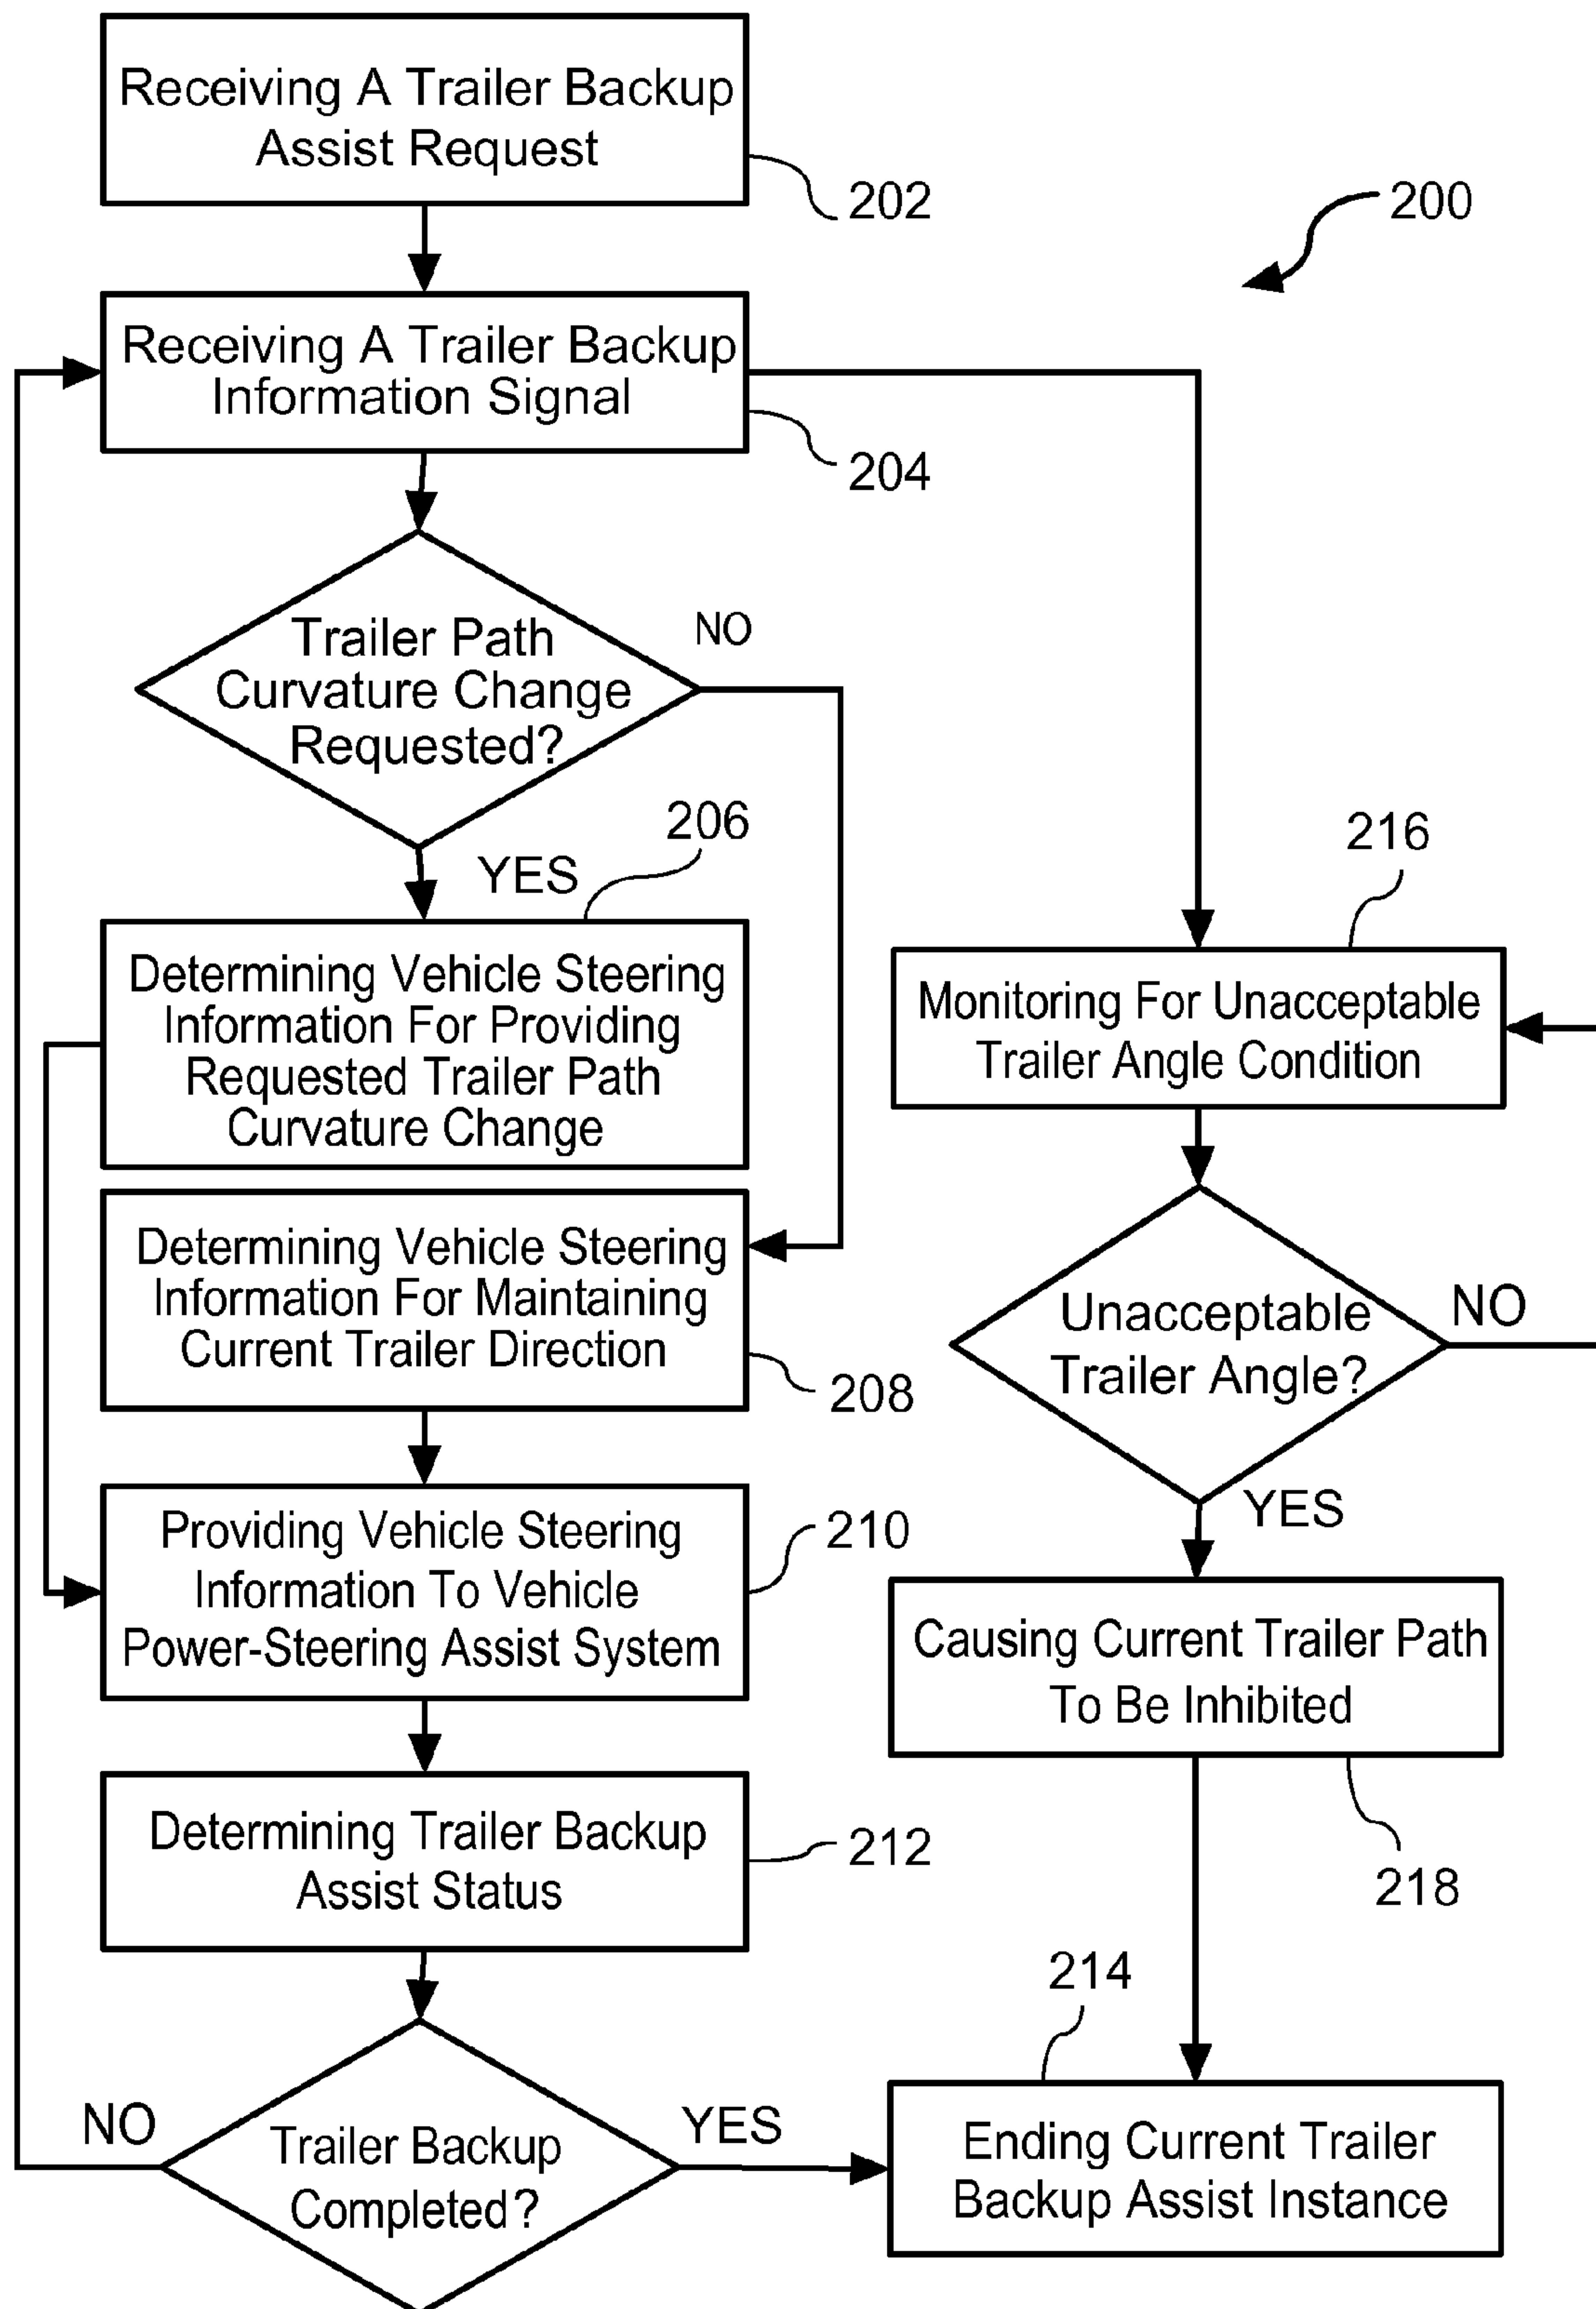 Receiving A Trailer Backup
Assist Request
202
200
Receiving A Trailer Backup
Information Signal
204
Trailer Path
Curvature Change
Requested?
NO
YES
206
Determining Vehicle Steering
Information For Providing
Requested Trailer Path
Curvature Change
Determining Vehicle Steering
Information For Maintaining
Current Trailer Direction
208
Providing Vehicle Steering
Information To Vehicle
Power-Steering Assist System
210
Determining Trailer Backup
Assist Status
212
Trailer Backup
Completed?
NO
YES
216
Monitoring For Unacceptable
Trailer Angle Condition
Unacceptable
Trailer Angle?
NO
YES
Causing Current Trailer Path
To Be Inhibited
218
214
Ending Current Trailer
Backup Assist Instance